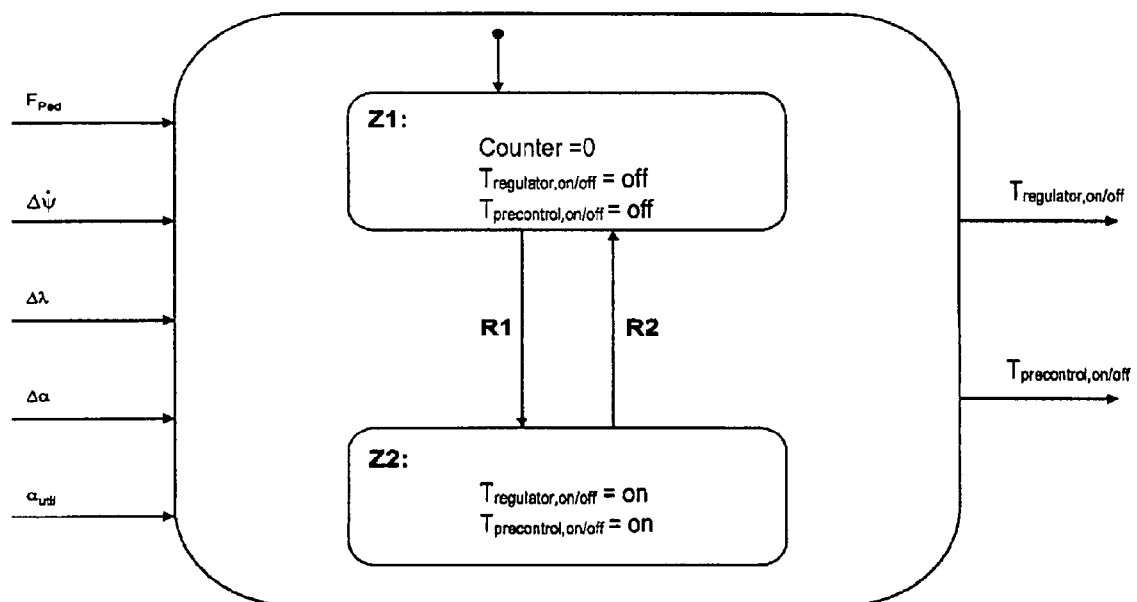 F_Ped
Δψ̇
Δλ
Δα
α_util
Z1:
Counter =0
T_regulator,on/off = off
T_precontrol,on/off = off
R1
R2
Z2:
T_regulator,on/off = on
T_precontrol,on/off = on
T_regulator,on/off
T_precontrol,on/off